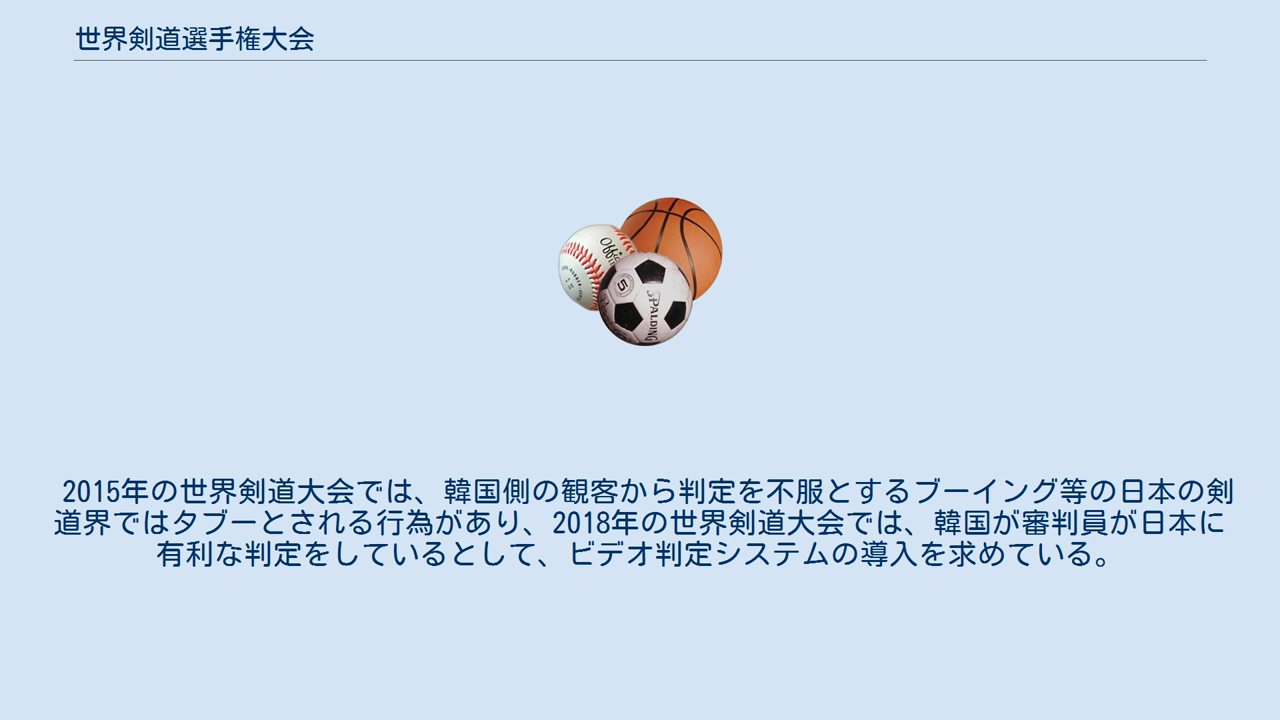 世界剣道選手権大会
Offici
5
SPALDING
2015年の世界剣道大会では、韓国側の観客から判定を不服とするブーイング等の日本の剣
道界ではタブーとされる行為があり、2018年の世界剣道大会では、韓国が審判員が日本に
有利な判定をしているとして、ビデオ判定システムの導入を求めている。